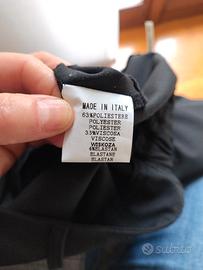 MADE IN ITALY
63%POLIESTERE
POLYESTER
POLIESTER
33%VISCOSA
VISCOSE
WISKOZA
4%ELASTAN
ELASTANE
ELASTAN
subito